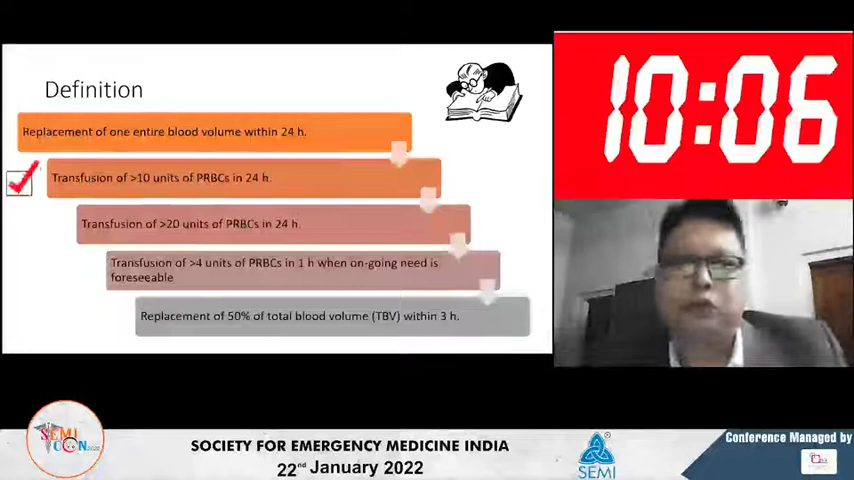 Definition
Replacement of one entire blood volume within 24 h.
Transfusion of >10 units of PRBCs in 24 h.
Transfusion of >20 units of PRBCs in 24 h.
Transfusion of >4 units of PRBCs in 1 h when on-going need is
foreseeable
Replacement of 50% of total blood volume (TBV) within 3 h.
10:06
SEMI
CON
SOCIETY FOR EMERGENCY MEDICINE INDIA
22nd January 2022
SEMI
Conference Managed by